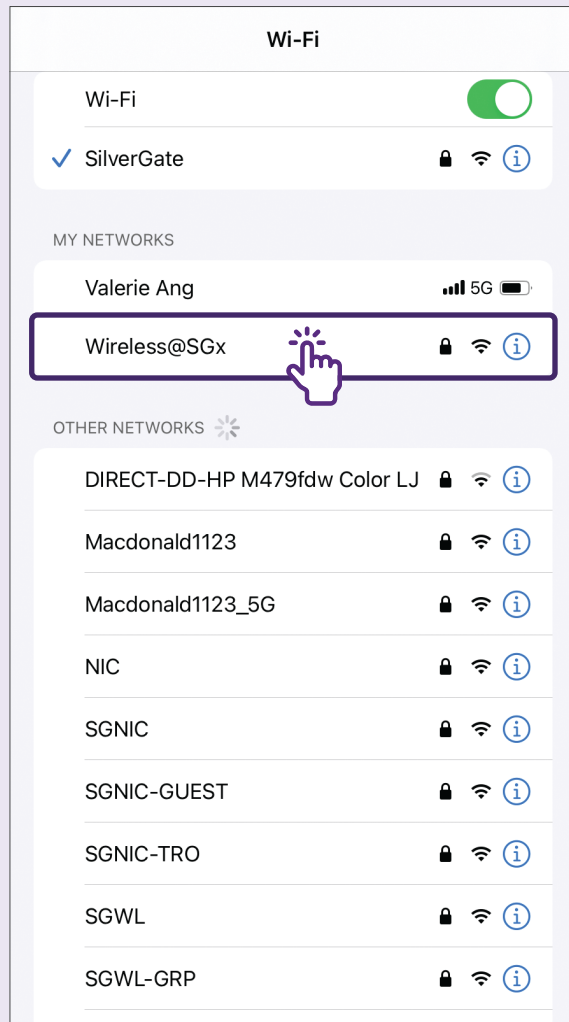 Wi-Fi
Wi-Fi
SilverGate
MY NETWORKS
Valerie Ang 5G
Wireless@SGx
OTHER NETWORKS
DIRECT-DD-HP M479fdw Color LJ
Macdonald1123
Macdonald1123_5G
NIC
SGNIC
SGNIC-GUEST
SGNIC-TRO
SGWL
SGWL-GRP